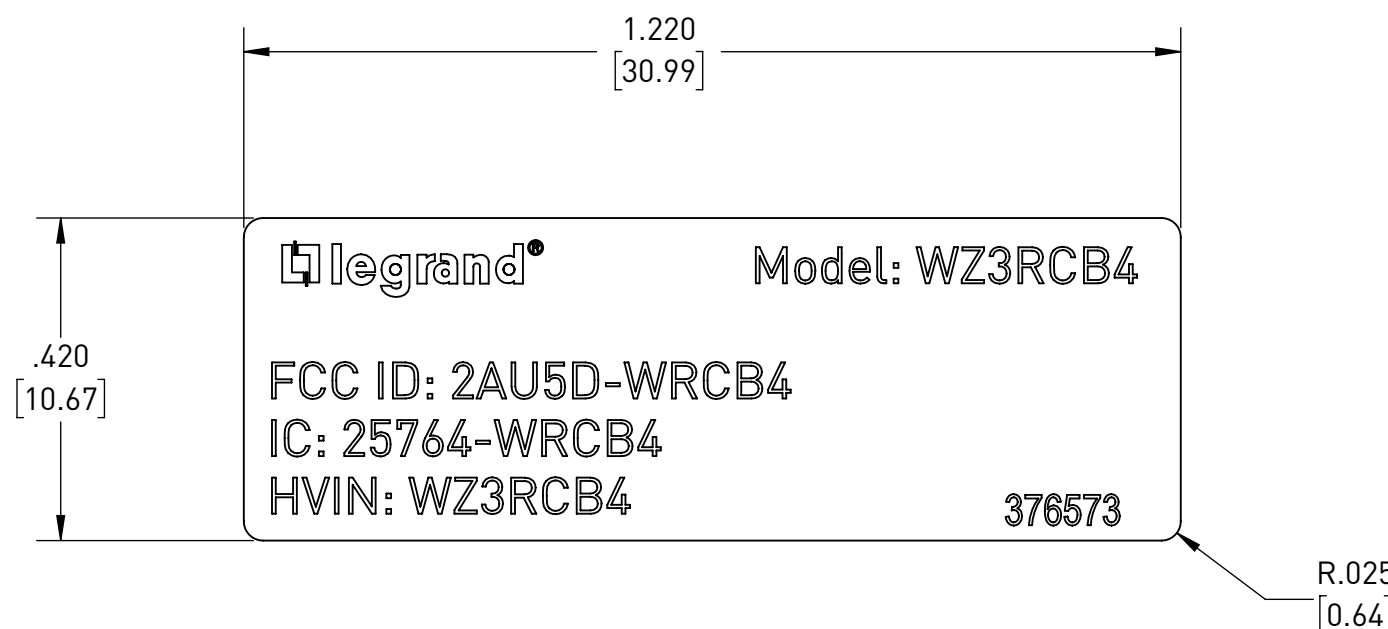 1.220
[30.99]
legrand® Model: WZ3RCB4
.420
[10.67]
FCC ID: 2AU5D-WRCB4
IC: 25764-WRCB4
HVIN: WZ3RCB4 376573
R.025
[0.64]